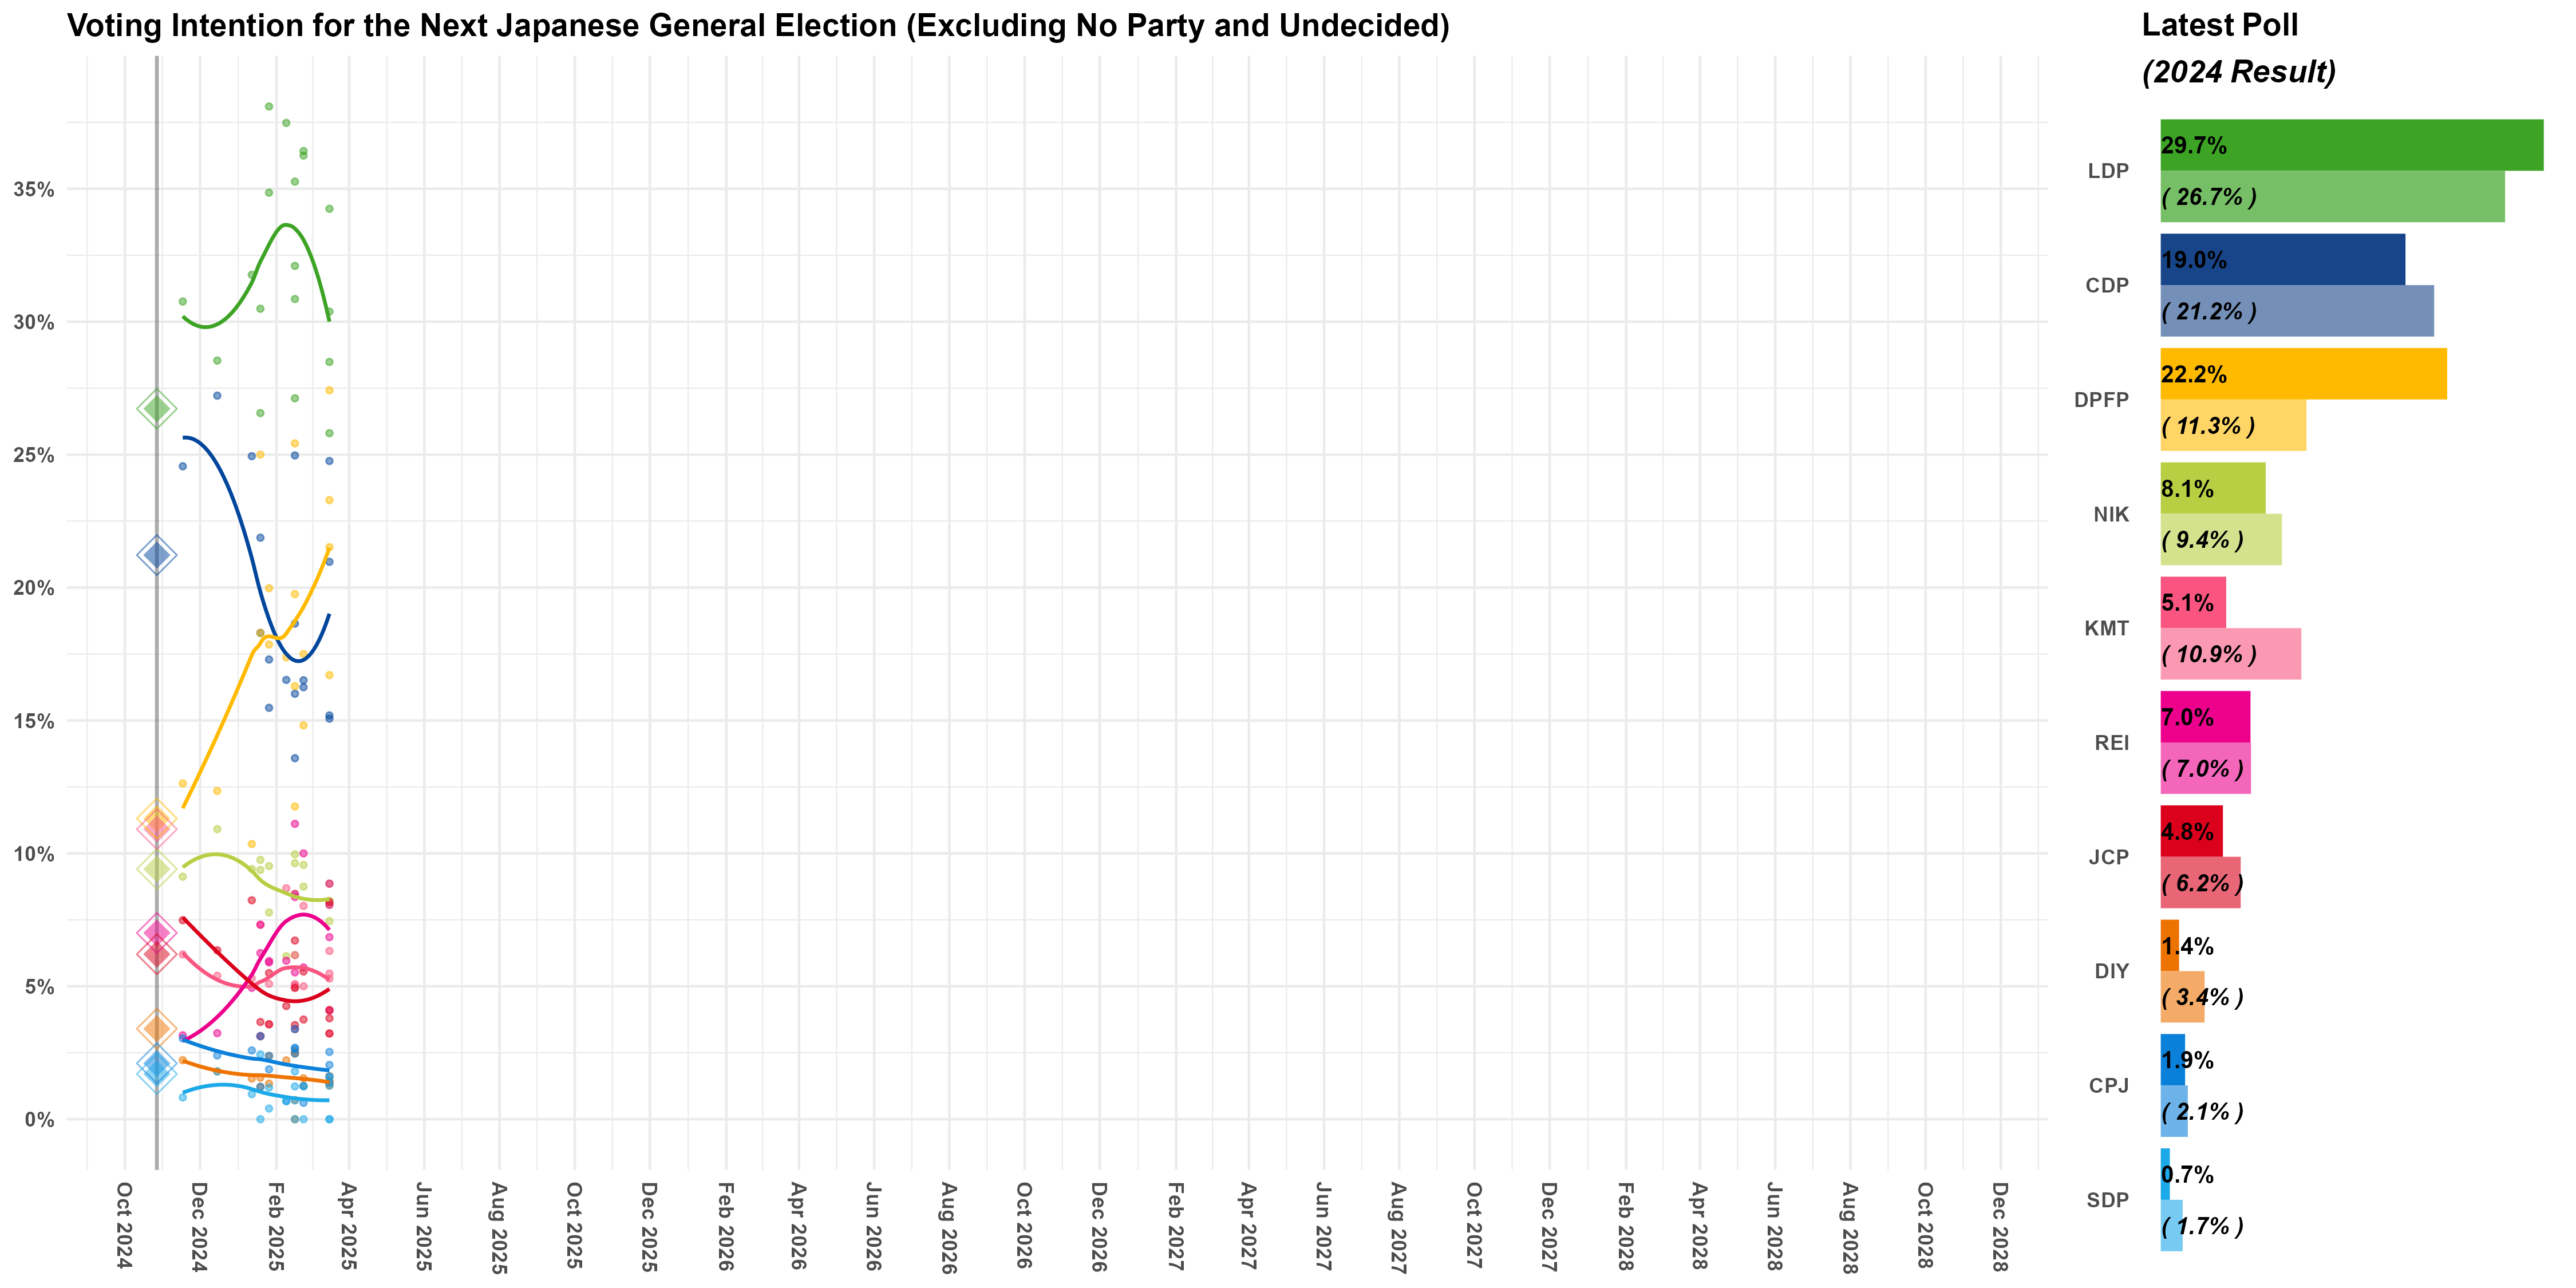 Voting Intention for the Next Japanese General Election (Excluding No Party and Undecided)
35%
30%
25%
20%
15%
10%
5%
0%
Oct 2024
Dec 2024
Feb 2025
Apr 2025
Jun 2025
Aug 2025
Oct 2025
Dec 2025
Feb 2026
Apr 2026
Jun 2026
Aug 2026
Oct 2026
Dec 2026
Feb 2027
Apr 2027
Jun 2027
Aug 2027
Oct 2027
Dec 2027
Feb 2028
Apr 2028
Jun 2028
Aug 2028
Oct 2028
Dec 2028
Latest Poll
(2024 Result)
LDP
29.7%
( 26.7% )
CDP
19.0%
( 21.2% )
DPFP
22.2%
( 11.3% )
NIK
8.1%
( 9.4% )
KMT
5.1%
( 10.9% )
REI
7.0%
( 7.0% )
JCP
4.8%
( 6.2% )
DIY
1.4%
( 3.4% )
CPJ
1.9%
( 2.1% )
SDP
0.7%
( 1.7% )